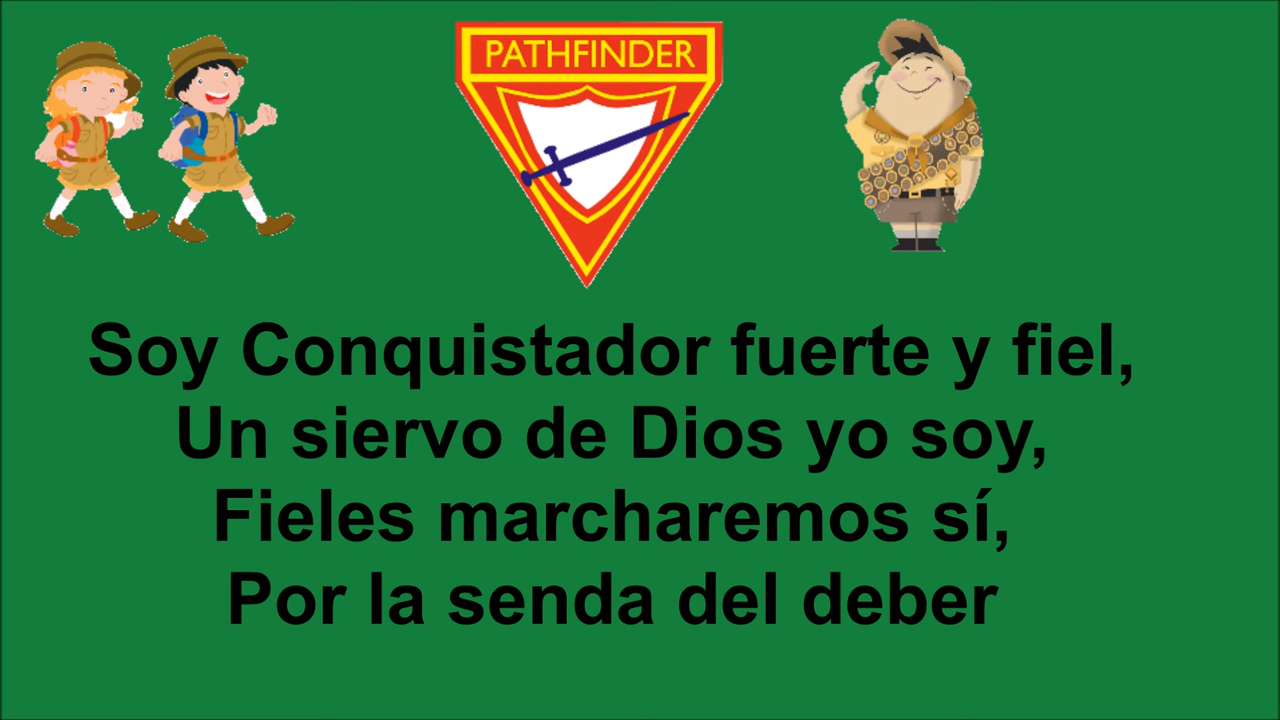 PATHFINDER
Soy Conquistador fuerte y fiel,
Un siervo de Dios yo soy,
Fieles marcharemos sí,
Por la senda del deber